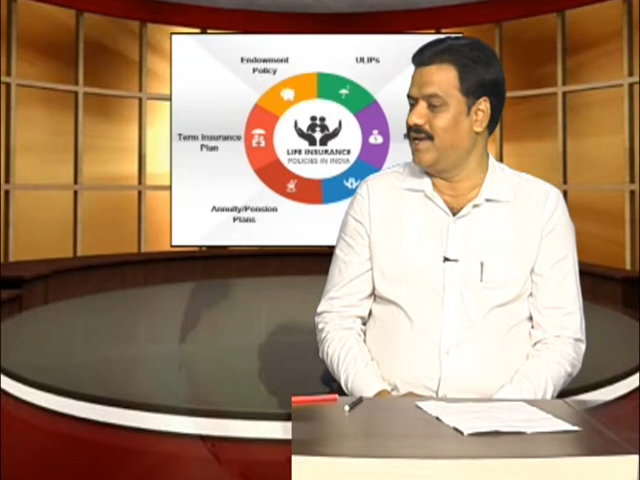 Endowment
Policy
ULIPs
Term Insurance
Plan
LIFE INSURANCE
POLICIES IN INDIA
Annuity/Pension
Plans